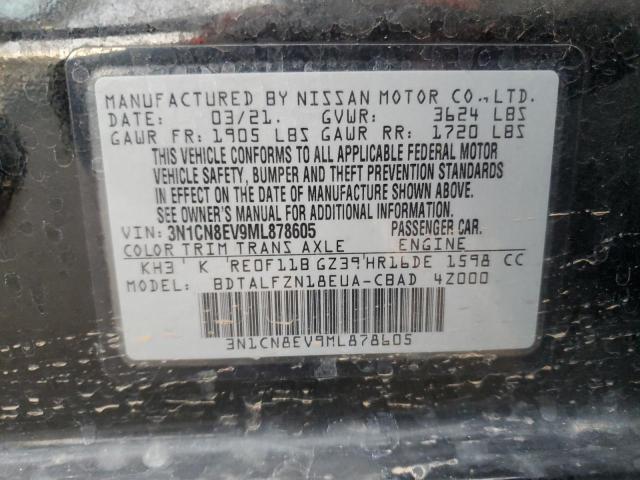 MANUFACTURED BY NISSAN MOTOR CO.,LTD.
DATE: 03/21. GVWR: 3624 LBS
GAWR FR: 1905 LBS GAWR RR: 1720 LBS
THIS VEHICLE CONFORMS TO ALL APPLICABLE FEDERAL MOTOR
VEHICLE SAFETY, BUMPER AND THEFT PREVENTION STANDARDS
IN EFFECT ON THE DATE OF MANUFACTURE SHOWN ABOVE.
SEE OWNER'S MANUAL FOR ADDITIONAL INFORMATION.
VIN: 3N1CN8EV9ML878605 PASSENGER CAR.
COLOR TRIM TRANS AXLE ENGINE
KH3 K RE0F11B GZ39 HR16DE 1598 CC
MODEL: BDTALFZN18EUA-CBAD 4Z000
3N1CN8EV9ML878605